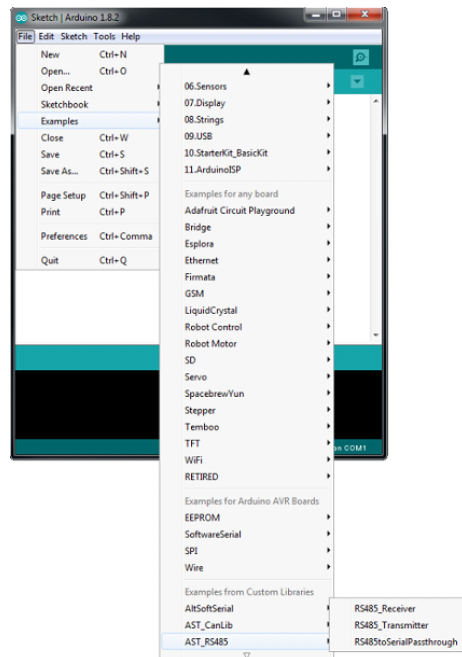 Sketch | Arduino 1.8.2
File Edit Sketch Tools Help
New Ctrl+N
Open... Ctrl+O
Open Recent
Sketchbook
Examples
Close Ctrl+W
Save Ctrl+S
Save As... Ctrl+Shift+S
Page Setup Ctrl+Shift+P
Print Ctrl+P
Preferences Ctrl+Comma
Quit Ctrl+Q
06.Sensors
07.Display
08.Strings
09.USB
10.StarterKit_BasicKit
11.ArduinoISP
Examples for any board
Adafruit Circuit Playground
Bridge
Esplora
Ethernet
Firmata
GSM
LiquidCrystal
Robot Control
Robot Motor
SD
Servo
SpacebrewYun
Stepper
Temboo
TFT
WiFi
RETIRED
on COM1
Examples for Arduino AVR Boards
EEPROM
SoftwareSerial
SPI
Wire
Examples from Custom Libraries
AltSoftSerial
AST_CanLib
AST_RS485
RS485_Receiver
RS485_Transmitter
RS485toSerialPassthrough